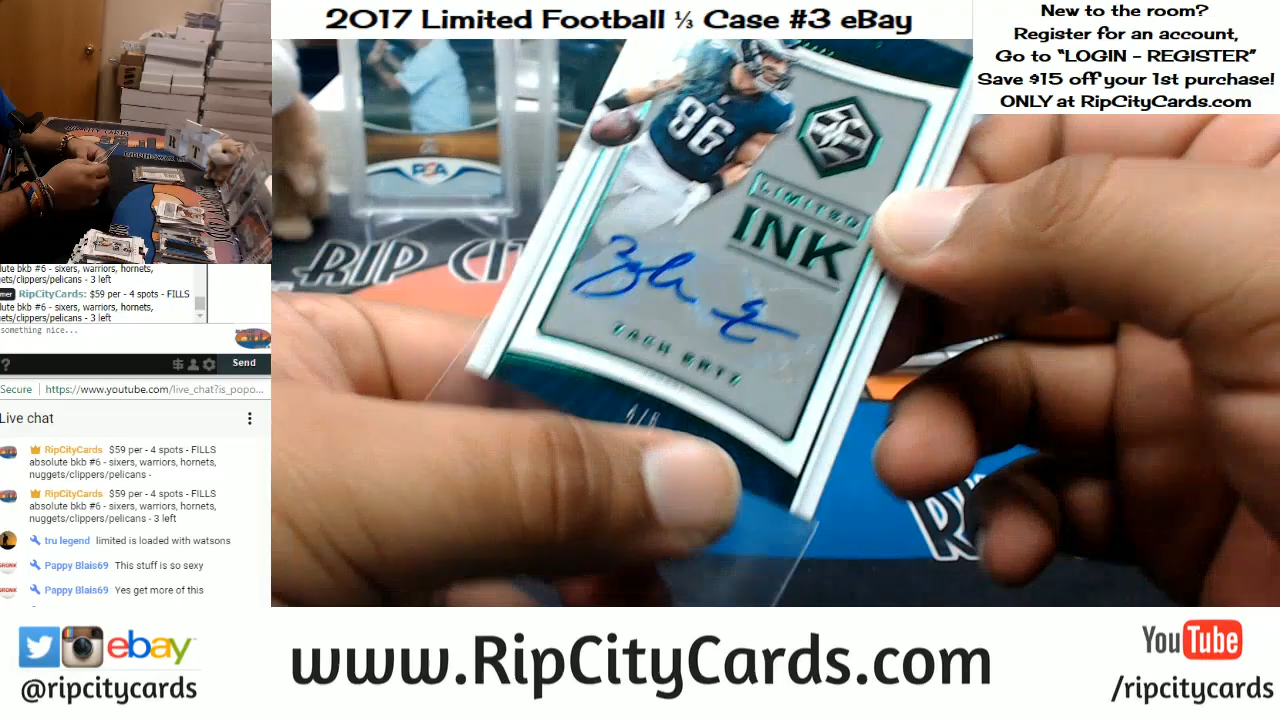 2017 Limited Football ⅓ Case #3 eBay
New to the room?
Register for an account,
Go to “LOGIN - REGISTER”
Save $15 off your 1st purchase!
ONLY at RipCityCards.com
86
LIMITED
INK
ZACH ERTZ
PSA
RIP CI
R
lute bkb #6 - sixers, warriors, hornets,
gets/clippers/pelicans - 3 left
mer RipCityCards: $59 per - 4 spots - FILLS
lute bkb #6 - sixers, warriors, hornets,
gets/clippers/pelicans - 3 left
something nice...
? Send
Secure https://www.youtube.com/live_chat?is_popo...
Live chat
RipCityCards $59 per - 4 spots - FILLS
absolute bkb #6 - sixers, warriors, hornets,
nuggets/clippers/pelicans -
RipCityCards $59 per - 4 spots - FILLS
absolute bkb #6 - sixers, warriors, hornets,
nuggets/clippers/pelicans - 3 left
tru legend limited is loaded with watsons
GRONK Pappy Blais69 This stuff is so sexy
GRONK Pappy Blais69 Yes get more of this
ebay
@ripcitycards
www.RipCityCards.com
YouTube
/ripcitycards